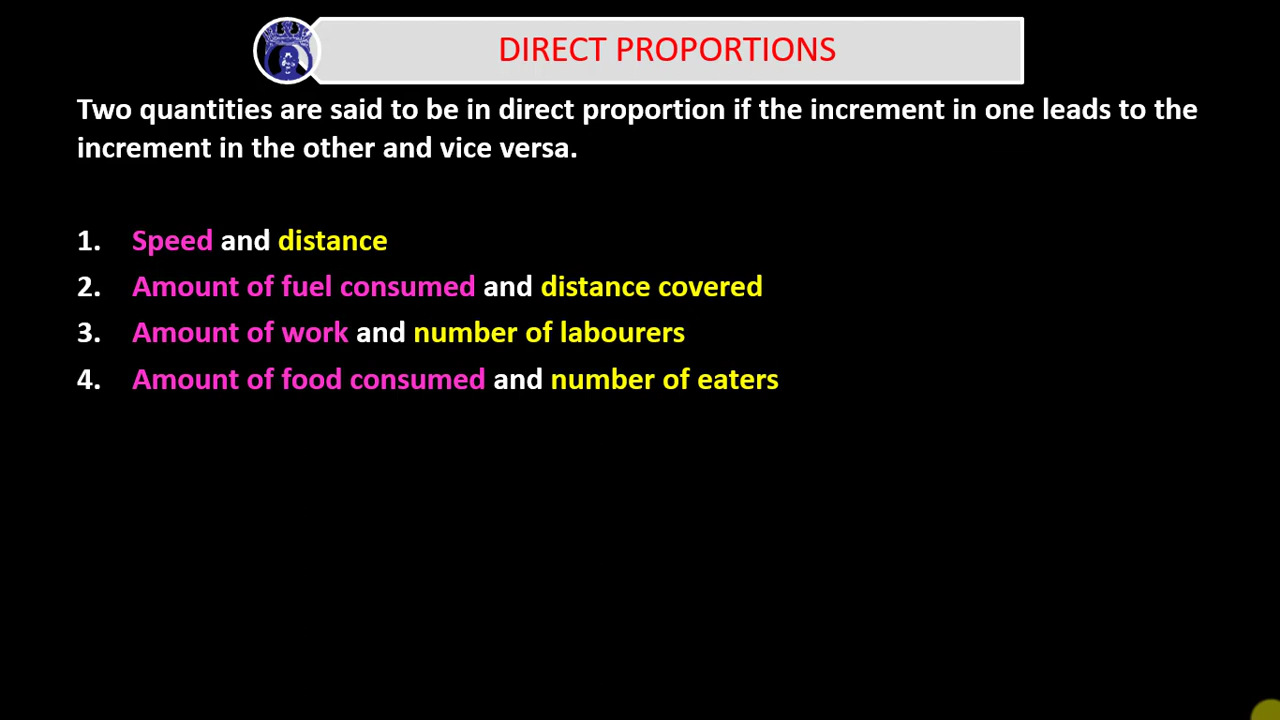 DIRECT PROPORTIONS
Two quantities are said to be in direct proportion if the increment in one leads to the
increment in the other and vice versa.
1. Speed and distance
2. Amount of fuel consumed and distance covered
3. Amount of work and number of labourers
4. Amount of food consumed and number of eaters